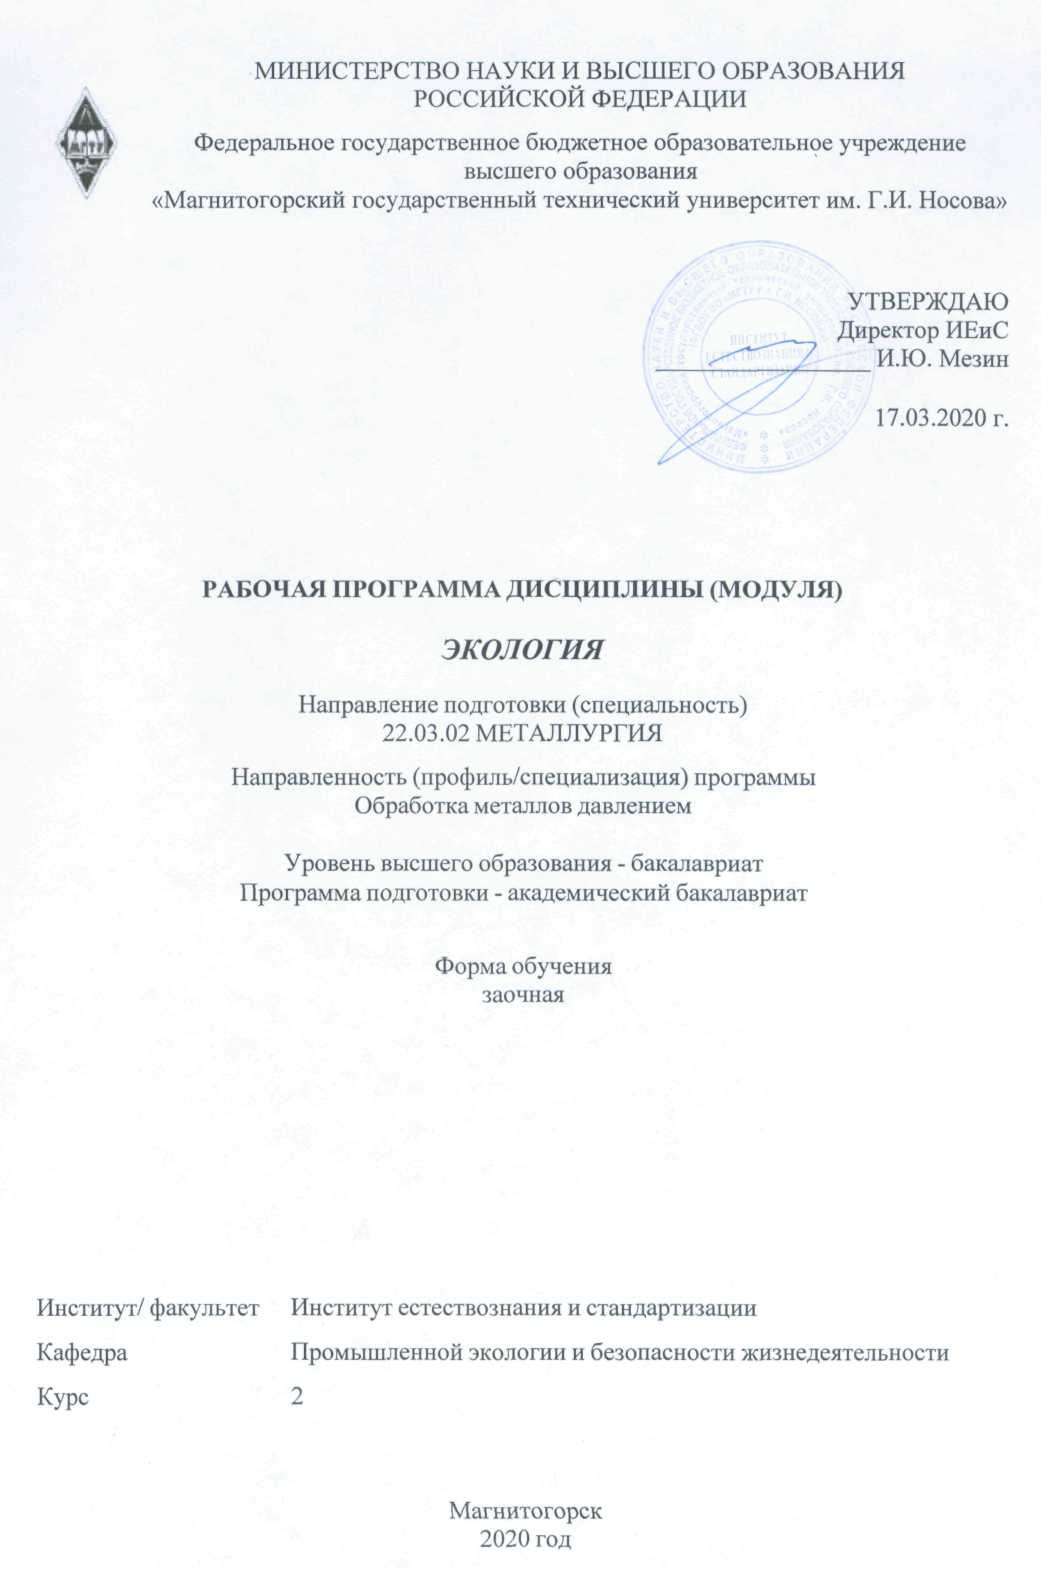 МИНИСТЕРСТВО НАУКИ И ВЫСШЕГО ОБРАЗОВАНИЯ
РОССИЙСКОЙ ФЕДЕРАЦИИ
Федеральное государственное бюджетное образовательное учреждение
высшего образования
«Магнитогорский государственный технический университет им. Г.И. Носова»
УТВЕРЖДАЮ
Директор ИЕиС
И.Ю. Мезин
17.03.2020 г.
ИНСТИТУТ
ЕСТЕСТВОЗНАНИЯ И
СТАНДАРТИЗАЦИИ
РАБОЧАЯ ПРОГРАММА ДИСЦИПЛИНЫ (МОДУЛЯ)
ЭКОЛОГИЯ
Направление подготовки (специальность)
22.03.02 МЕТАЛЛУРГИЯ
Направленность (профиль/специализация) программы
Обработка металлов давлением
Уровень высшего образования - бакалавриат
Программа подготовки - академический бакалавриат
Форма обучения
заочная
Институт/ факультет Институт естествознания и стандартизации
Кафедра Промышленной экологии и безопасности жизнедеятельности
Курс 2
Магнитогорск
2020 год